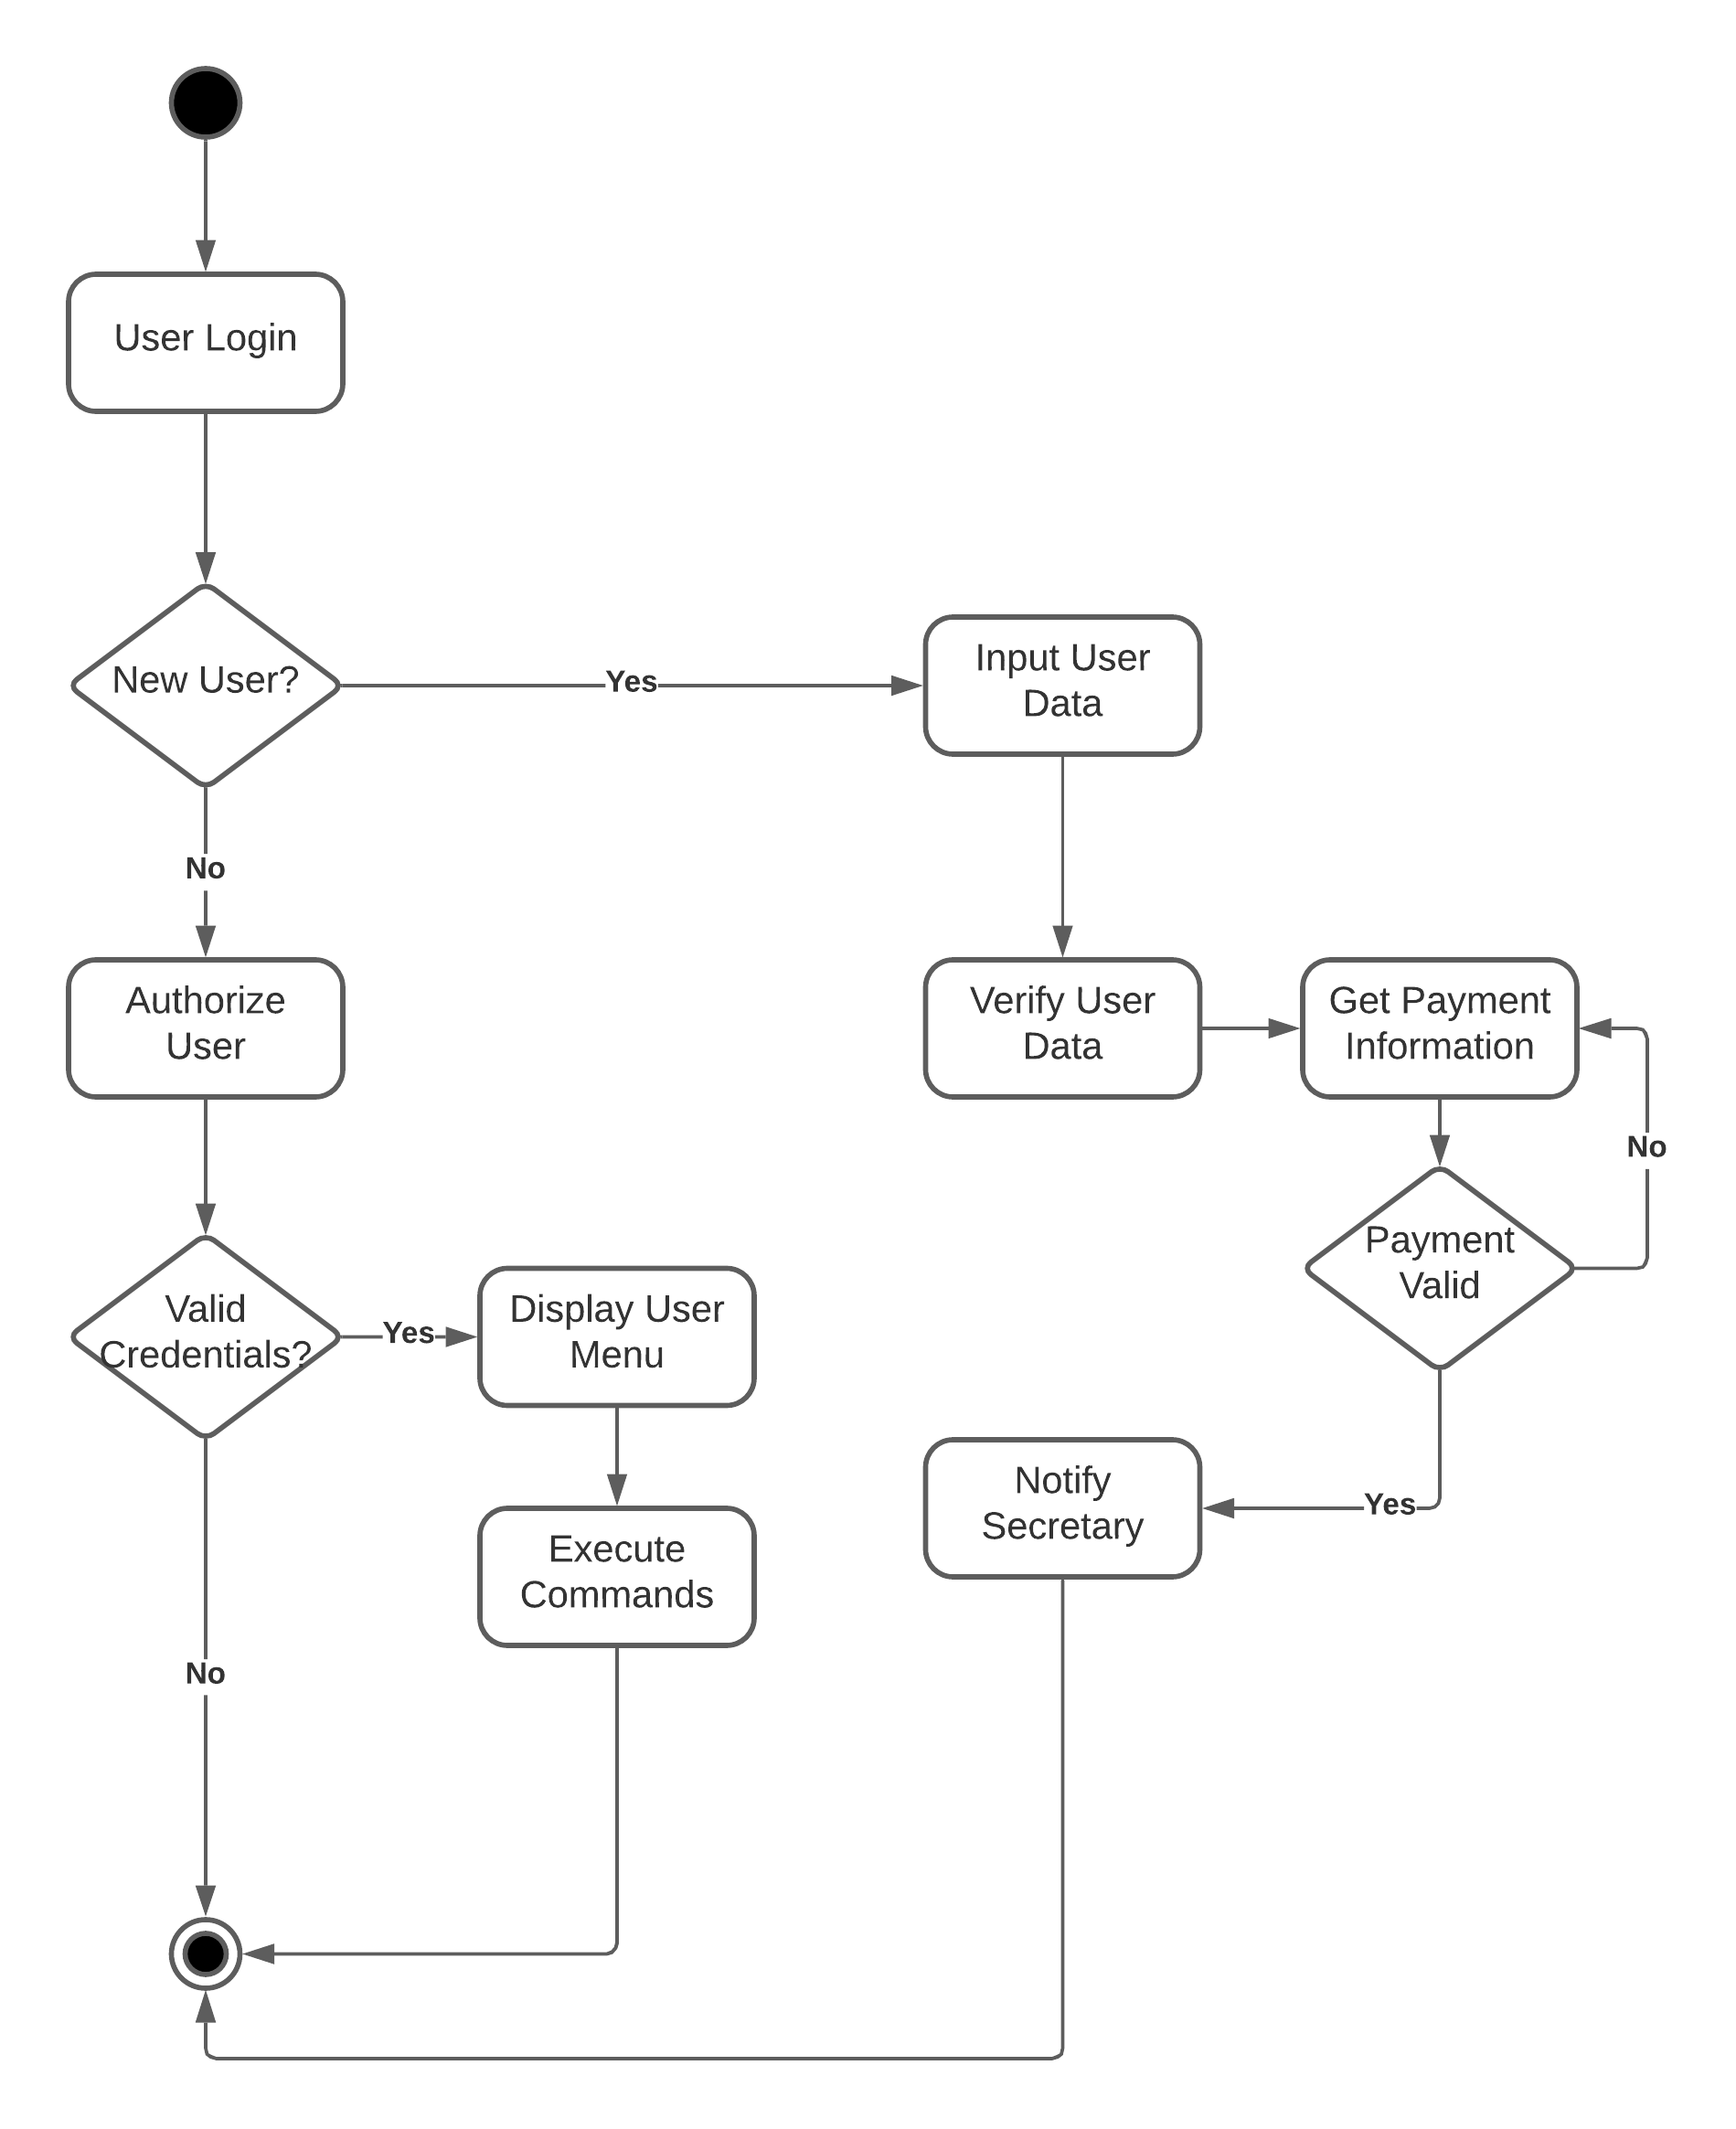 User Login
New User?
Yes
Input User
Data
No
Authorize
User
Verify User
Data
Get Payment
Information
No
Payment
Valid
Valid
Credentials?
Yes
Display User
Menu
Notify
Secretary
Yes
Execute
Commands
No